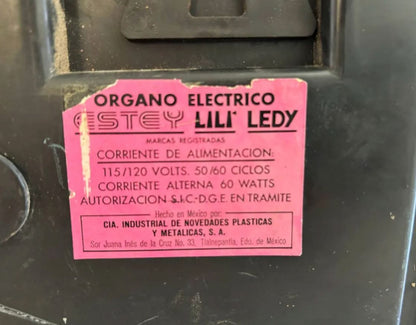 ORGANO ELECTRICO
ESTEY LILI LEDY
MARCAS REGISTRADAS
CORRIENTE DE ALIMENTACION:
115/120 VOLTS. 50/60 CICLOS
CORRIENTE ALTERNA 60 WATTS
AUTORIZACION S.I.C-D.G.E. EN TRAMITE
Hecho en México por:
CIA. INDUSTRIAL DE NOVEDADES PLASTICAS
Y METALICAS, S. A.
Sor Juana Inés de la Cruz No. 33, Tlalnepantla, Edo. de México